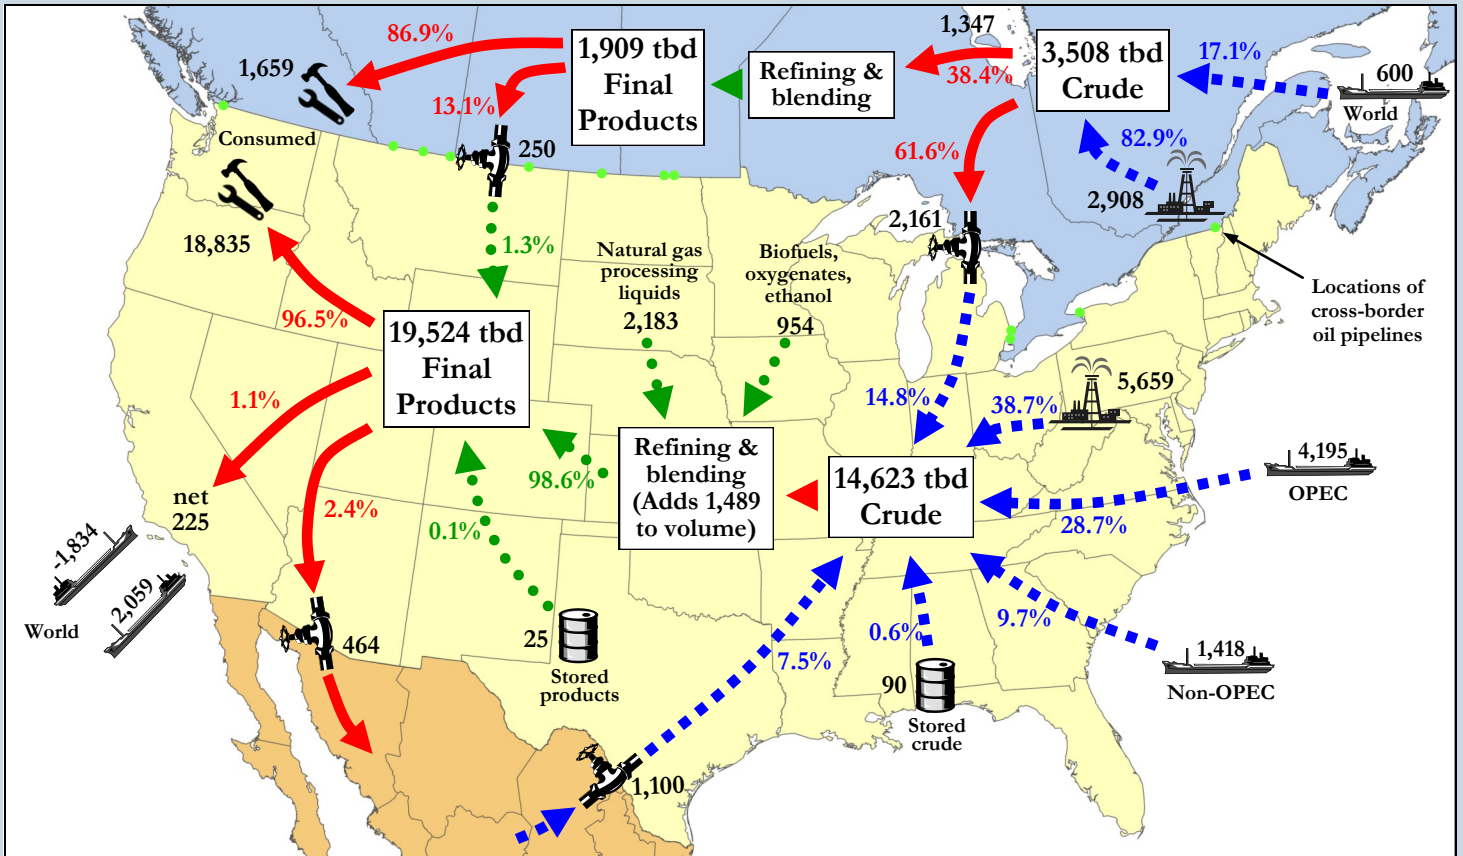 86.9%
1,659
13.1%
1,909 tbd
Final
Products
Refining &
blending
1,347
38.4%
3,508 tbd
Crude
17.1%
600
World
82.9%
2,908
61.6%
2,161
Consumed
250
18,835
1.3%
Natural gas
processing
liquids
2,183
Biofuels,
oxygenates,
ethanol
954
Locations of
cross-border
oil pipelines
96.5%
19,524 tbd
Final
Products
1.1%
14.8%
38.7%
5,659
4,195
OPEC
28.7%
98.6%
Refining &
blending
(Adds 1,489
to volume)
14,623 tbd
Crude
net
225
2.4%
0.1%
-1,834
2,059
World
464
25
Stored
products
7.5%
0.6%
90
Stored
crude
9.7%
1,418
Non-OPEC
1,100